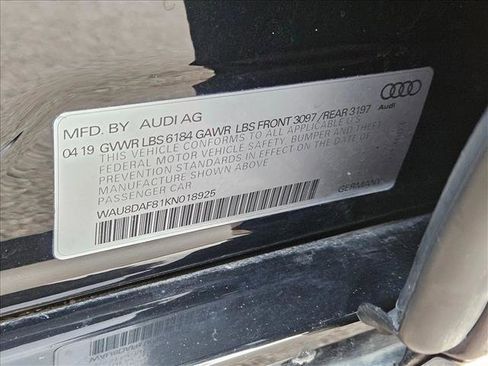 MFD. BY AUDI AG
04 19 GVWR LBS 6184 GAWR LBS FRONT 3097 / REAR 3197
THIS VEHICLE CONFORMS TO ALL APPLICABLE U.S.
FEDERAL MOTOR VEHICLE SAFETY, BUMPER, AND THEFT
PREVENTION STANDARDS IN EFFECT ON THE DATE OF
MANUFACTURE SHOWN ABOVE.
PASSENGER CAR
WAU8DAF81KN018925
GERMANY
Audi